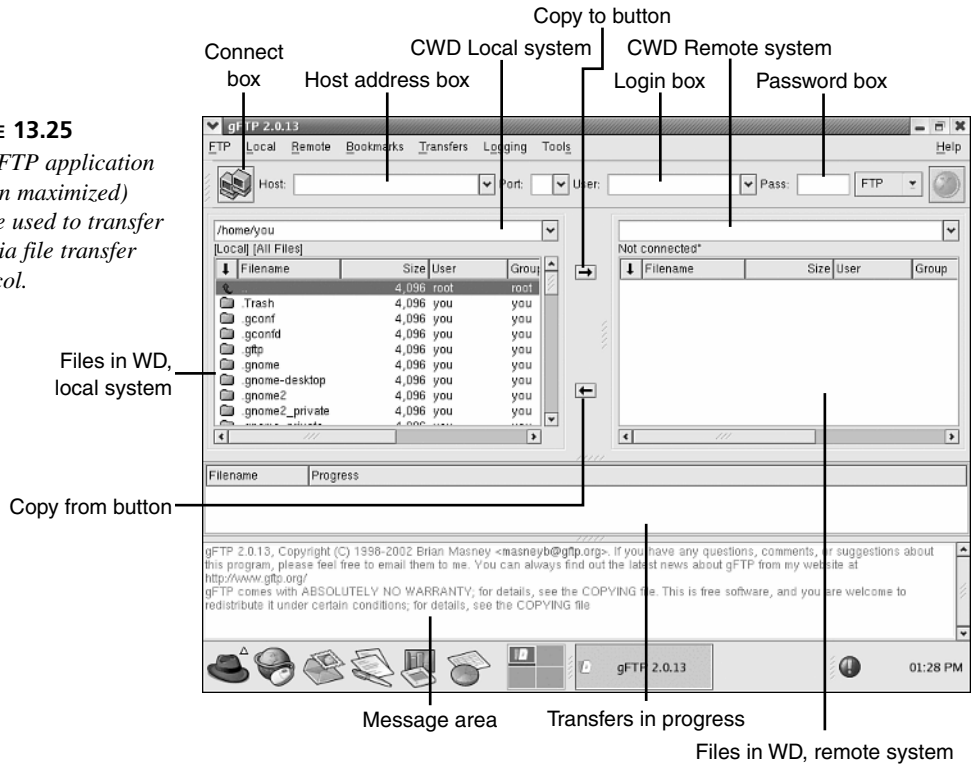 Copy to button
Connect box
CWD Local system
CWD Remote system
Host address box
Login box
Password box
E 13.25
FTP application
n maximized)
e used to transfer
ia file transfer
col.
gFTP 2.0.13
FTP Local Remote Bookmarks Transfers Logging Tools Help
Host: Port: User: Pass: FTP
/home/you
[Local] [All Files]
Not connected*
Filename Size User Group
Filename Size User Group
.. 4,096 root root
.Trash 4,096 you you
.gconf 4,096 you you
.gconfd 4,096 you you
.gftp 4,096 you you
.gnome 4,096 you you
.gnome-desktop 4,096 you you
.gnome2 4,096 you you
.gnome2_private 4,096 you you
Files in WD,
local system
Filename Progress
Copy from button
gFTP 2.0.13, Copyright (C) 1998-2002 Brian Masney <masneyb@gftp.org>. If you have any questions, comments, or suggestions about
this program, please feel free to email them to me. You can always find out the latest news about gFTP from my website at
http://www.gftp.org/
gFTP comes with ABSOLUTELY NO WARRANTY; for details, see the COPYING file. This is free software, and you are welcome to
redistribute it under certain conditions; for details, see the COPYING file
gFTP 2.0.13
01:28 PM
Message area
Transfers in progress
Files in WD, remote system